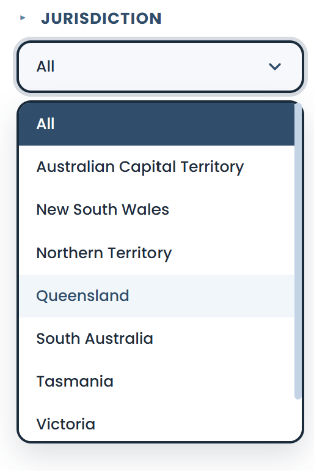 JURISDICTION
All
All
Australian Capital Territory
New South Wales
Northern Territory
Queensland
South Australia
Tasmania
Victoria